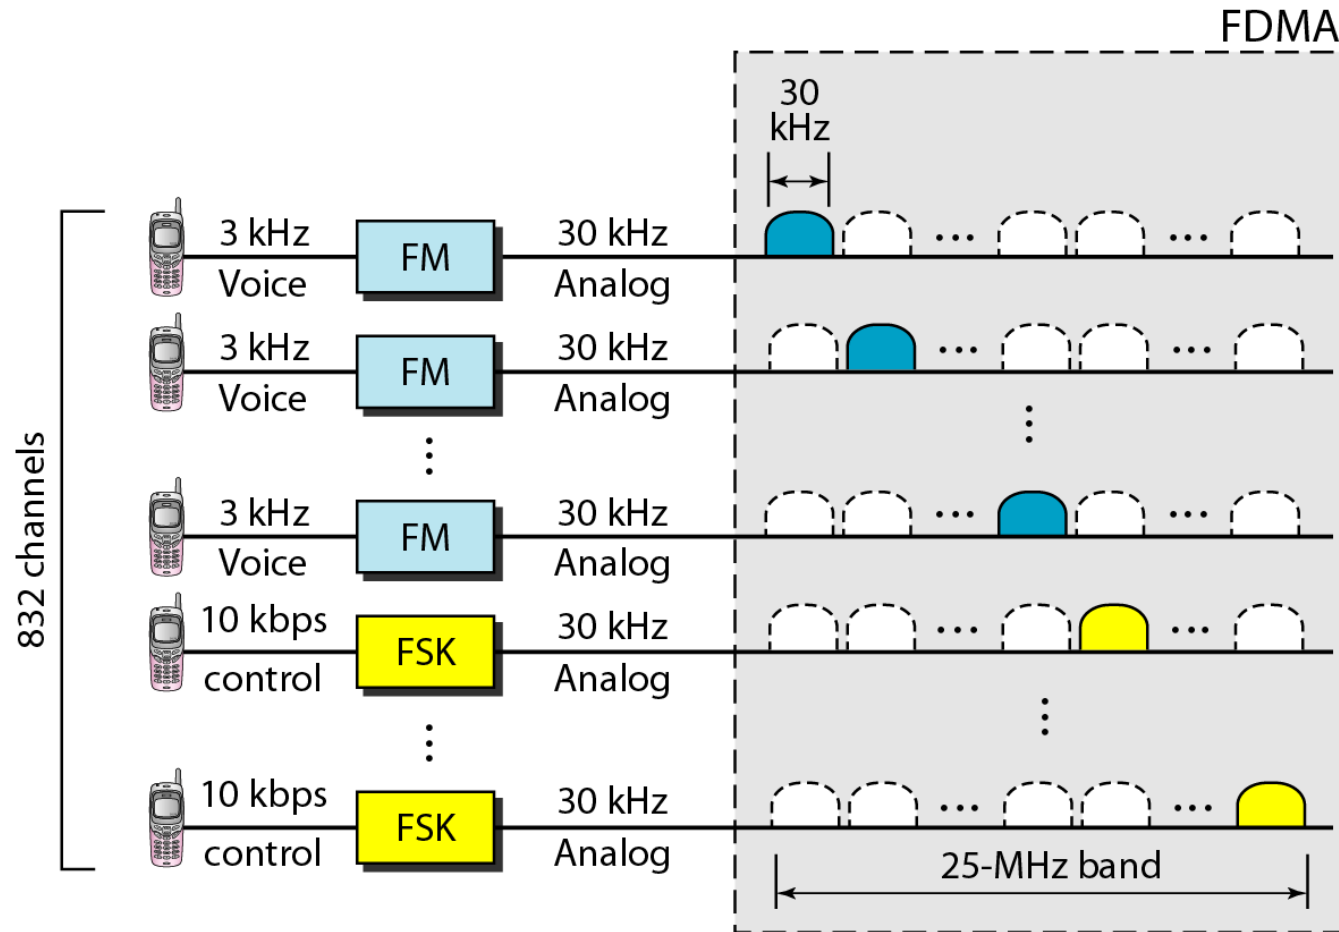 FDMA
30
kHz
832 channels
3 kHz
Voice
FM
30 kHz
Analog
...
...
3 kHz
Voice
FM
30 kHz
Analog
...
...
3 kHz
Voice
FM
30 kHz
Analog
...
...
10 kbps
control
FSK
30 kHz
Analog
...
...
10 kbps
control
FSK
30 kHz
Analog
...
...
25-MHz band